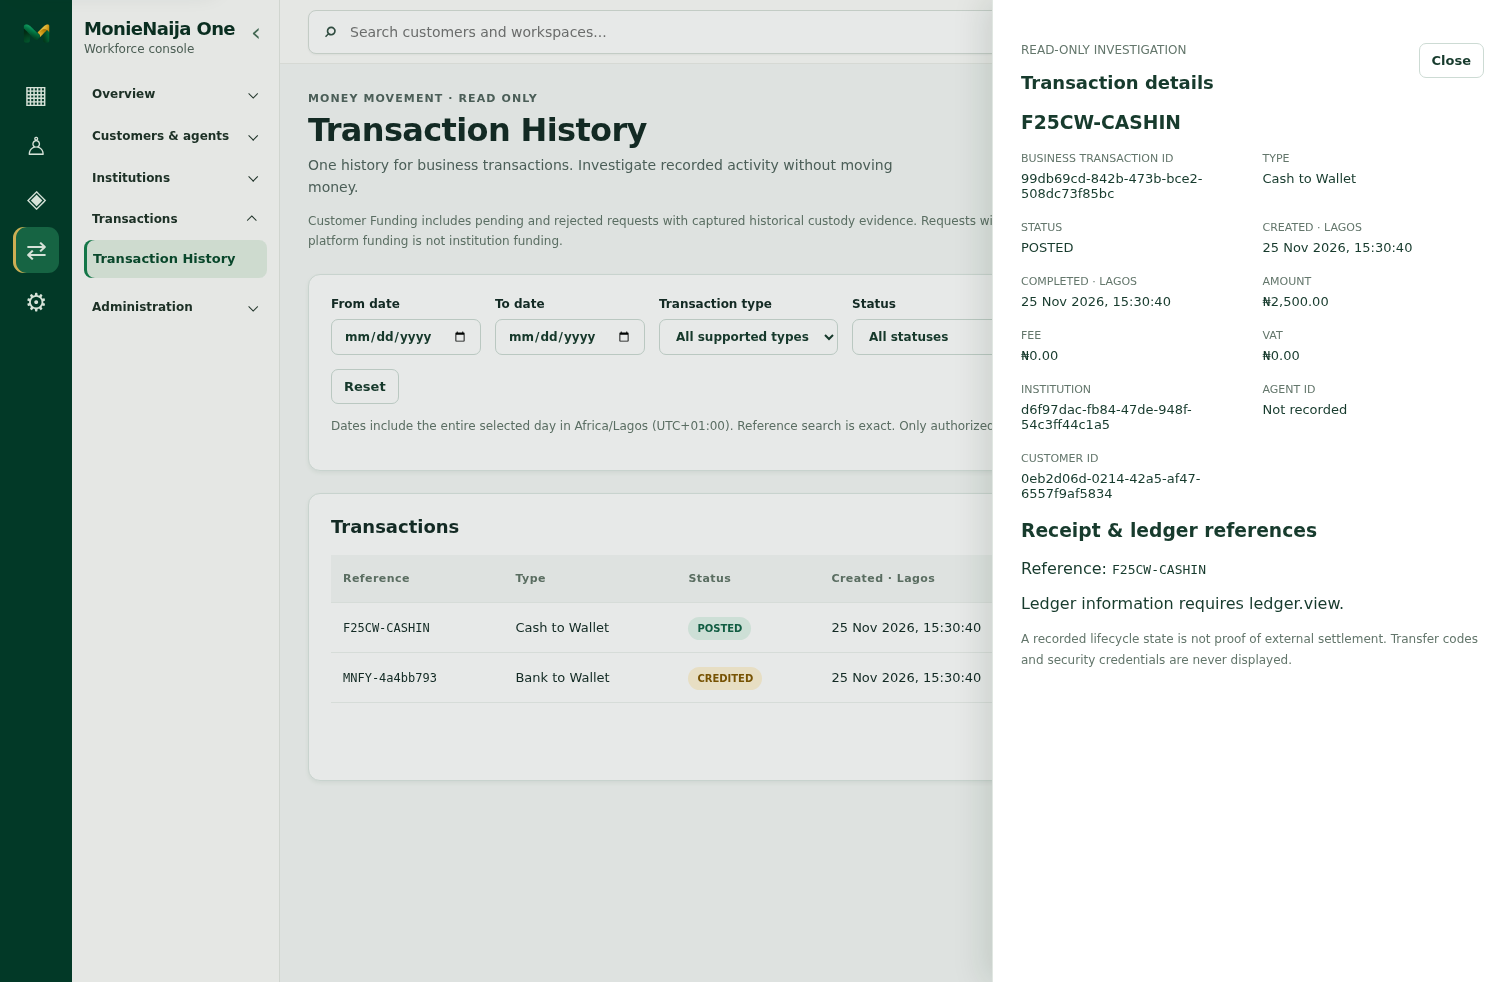 MonieNaija One
Workforce console
Overview
Customers & agents
Institutions
Transactions
Transaction History
Administration
Search customers and workspaces...
MONEY MOVEMENT · READ ONLY
Transaction History
One history for business transactions. Investigate recorded activity without moving
money.
Customer Funding includes pending and rejected requests with captured historical custody evidence. Requests wi
platform funding is not institution funding.
From date
To date
Transaction type
Status
mm/dd/yyyy
mm/dd/yyyy
All supported types
All statuses
Reset
Dates include the entire selected day in Africa/Lagos (UTC+01:00). Reference search is exact. Only authorized
Transactions
Reference Type Status Created · Lagos
F25CW-CASHIN Cash to Wallet POSTED 25 Nov 2026, 15:30:40
MNFY-4a4bb793 Bank to Wallet CREDITED 25 Nov 2026, 15:30:40
READ-ONLY INVESTIGATION
Close
Transaction details
F25CW-CASHIN
BUSINESS TRANSACTION ID
99db69cd-842b-473b-bce2-
508dc73f85bc
TYPE
Cash to Wallet
STATUS
POSTED
CREATED · LAGOS
25 Nov 2026, 15:30:40
COMPLETED · LAGOS
25 Nov 2026, 15:30:40
AMOUNT
₦2,500.00
FEE
₦0.00
VAT
₦0.00
INSTITUTION
d6f97dac-fb84-47de-948f-
54c3ff44c1a5
AGENT ID
Not recorded
CUSTOMER ID
0eb2d06d-0214-42a5-af47-
6557f9af5834
Receipt & ledger references
Reference: F25CW-CASHIN
Ledger information requires ledger.view.
A recorded lifecycle state is not proof of external settlement. Transfer codes
and security credentials are never displayed.